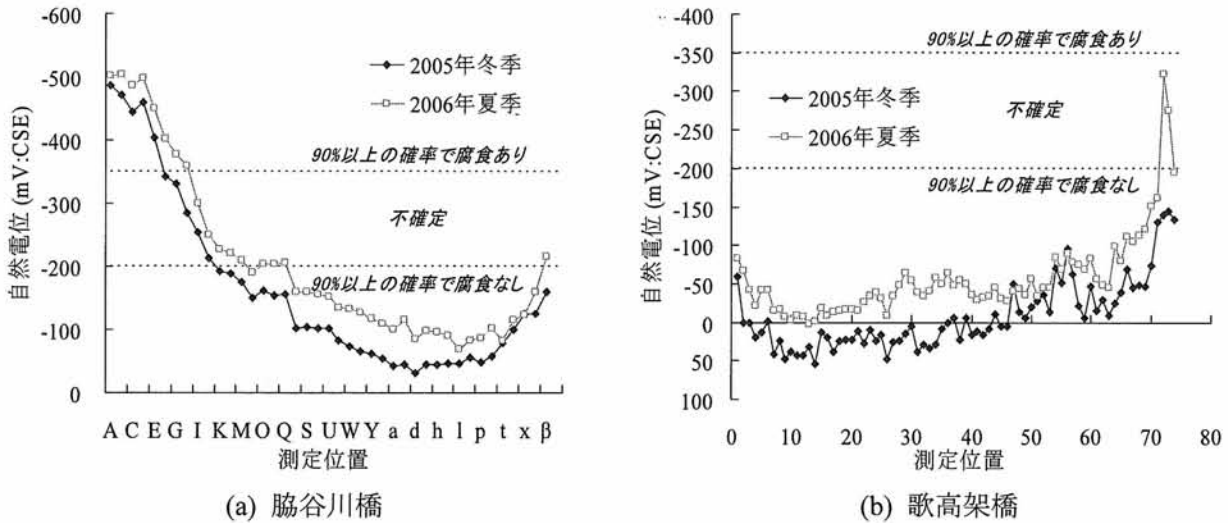 -600
-500
-400
-300
-200
-100
0
自然電位 (mV:CSE)
2005年冬季
2006年夏季
90%以上の確率で腐食あり
不確定
90%以上の確率で腐食なし
A C E G I K M O Q S U W Y a d h l p t x β
測定位置
(a) 脇谷川橋
-400
-350
-300
-250
-200
-150
-100
-50
0
50
100
自然電位 (mV:CSE)
90%以上の確率で腐食あり
2005年冬季
不確定
2006年夏季
90%以上の確率で腐食なし
0 10 20 30 40 50 60 70 80
測定位置
(b) 歌高架橋